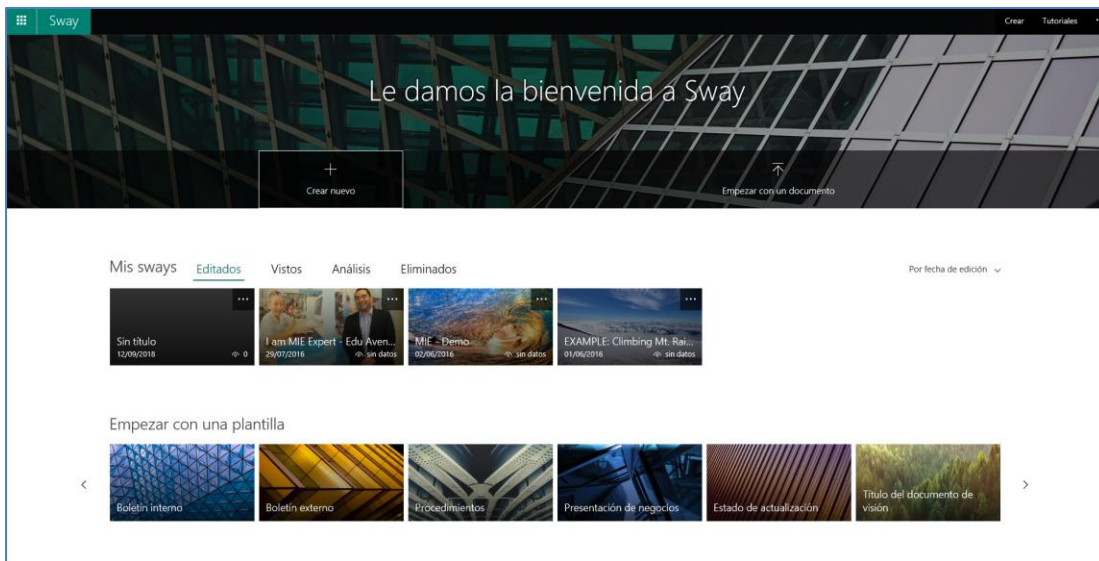 Sway
Crear Tutoriales
Le damos la bienvenida a Sway
Crear nuevo
Empezar con un documento
Mis sways Editados Vistos Análisis Eliminados
Por fecha de edición
Sin título
12/09/2018 0
I am MIE Expert - Edu Aven...
29/07/2016 sin datos
MIE - Demo
02/06/2016 sin datos
EXAMPLE: Climbing Mt. Rai...
01/06/2016 sin datos
Empezar con una plantilla
Boletín interno
Boletín externo
Procedimientos
Presentación de negocios
Estado de actualización
Título del documento de
visión